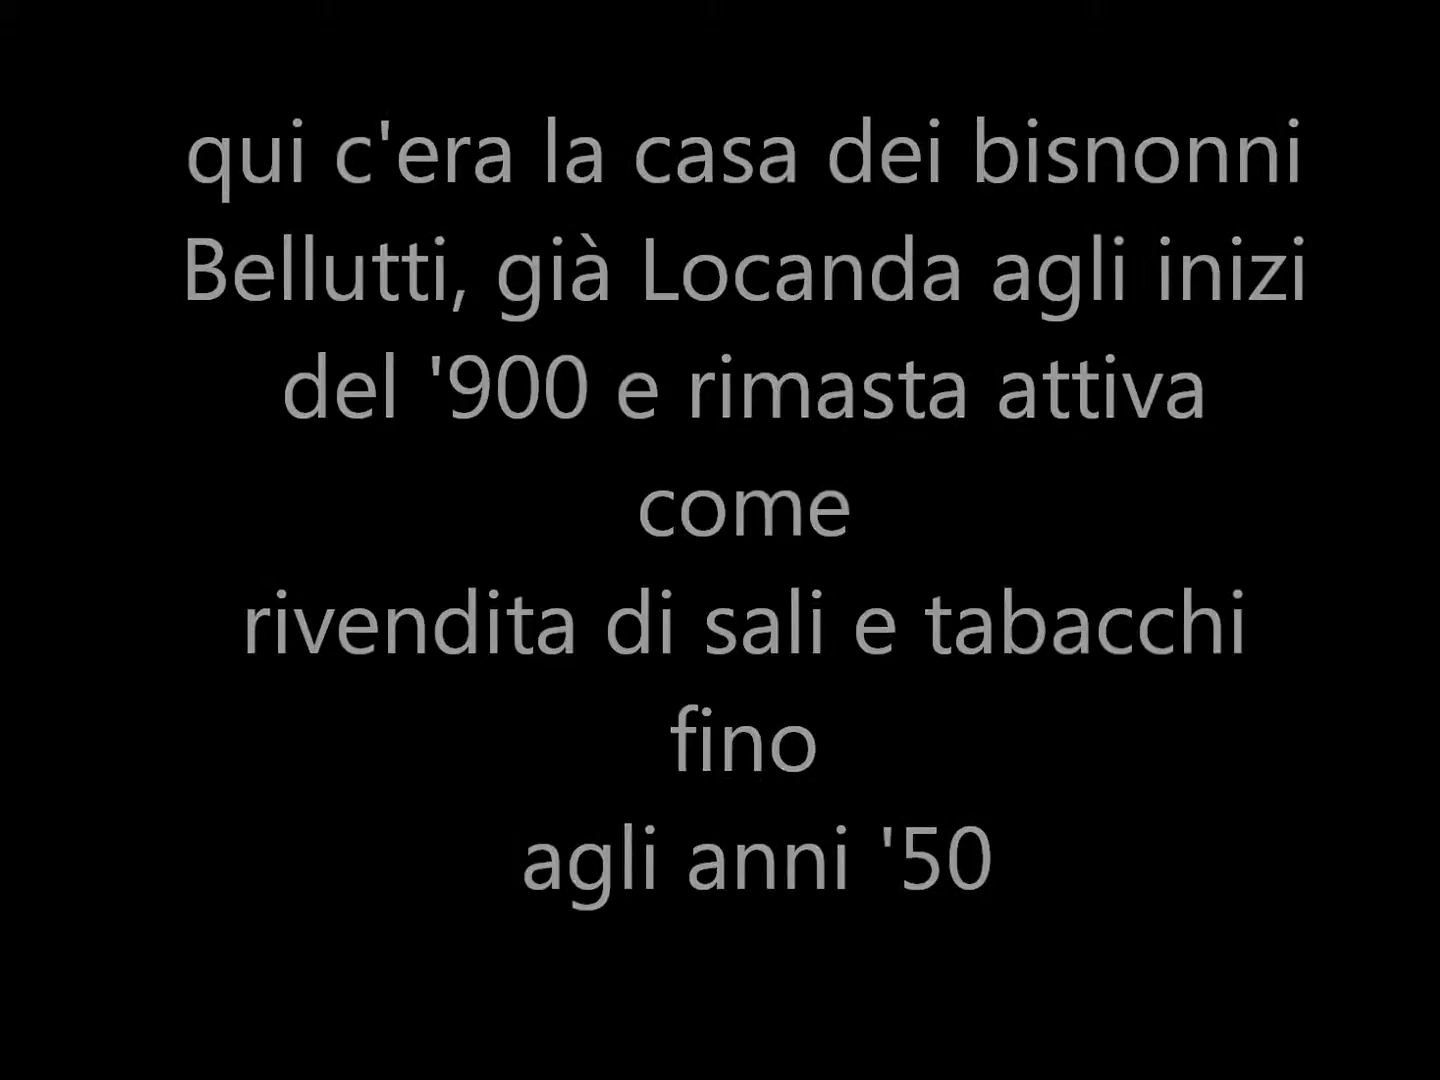 qui c'era la casa dei bisnonni
Bellutti, già Locanda agli inizi
del '900 e rimasta attiva
come
rivendita di sali e tabacchi
fino
agli anni '50